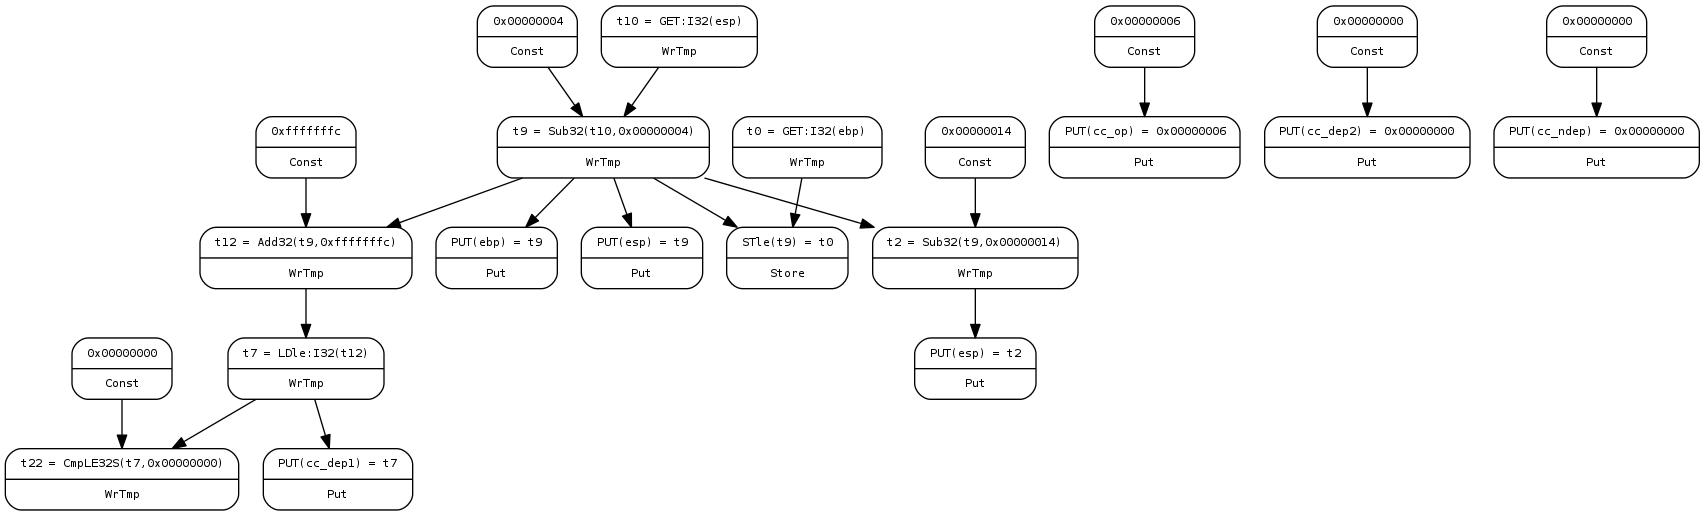 0x00000004
Const
t10 = GET:I32(esp)
WrTmp
0x00000006
Const
0x00000000
Const
0x00000000
Const
0xfffffffc
Const
t9 = Sub32(t10,0x00000004)
WrTmp
t0 = GET:I32(ebp)
WrTmp
0x00000014
Const
PUT(cc_op) = 0x00000006
Put
PUT(cc_dep2) = 0x00000000
Put
PUT(cc_ndep) = 0x00000000
Put
t12 = Add32(t9,0xfffffffc)
WrTmp
PUT(ebp) = t9
Put
PUT(esp) = t9
Put
STle(t9) = t0
Store
t2 = Sub32(t9,0x00000014)
WrTmp
0x00000000
Const
t7 = LDle:I32(t12)
WrTmp
PUT(esp) = t2
Put
t22 = CmpLE32S(t7,0x00000000)
WrTmp
PUT(cc_dep1) = t7
Put